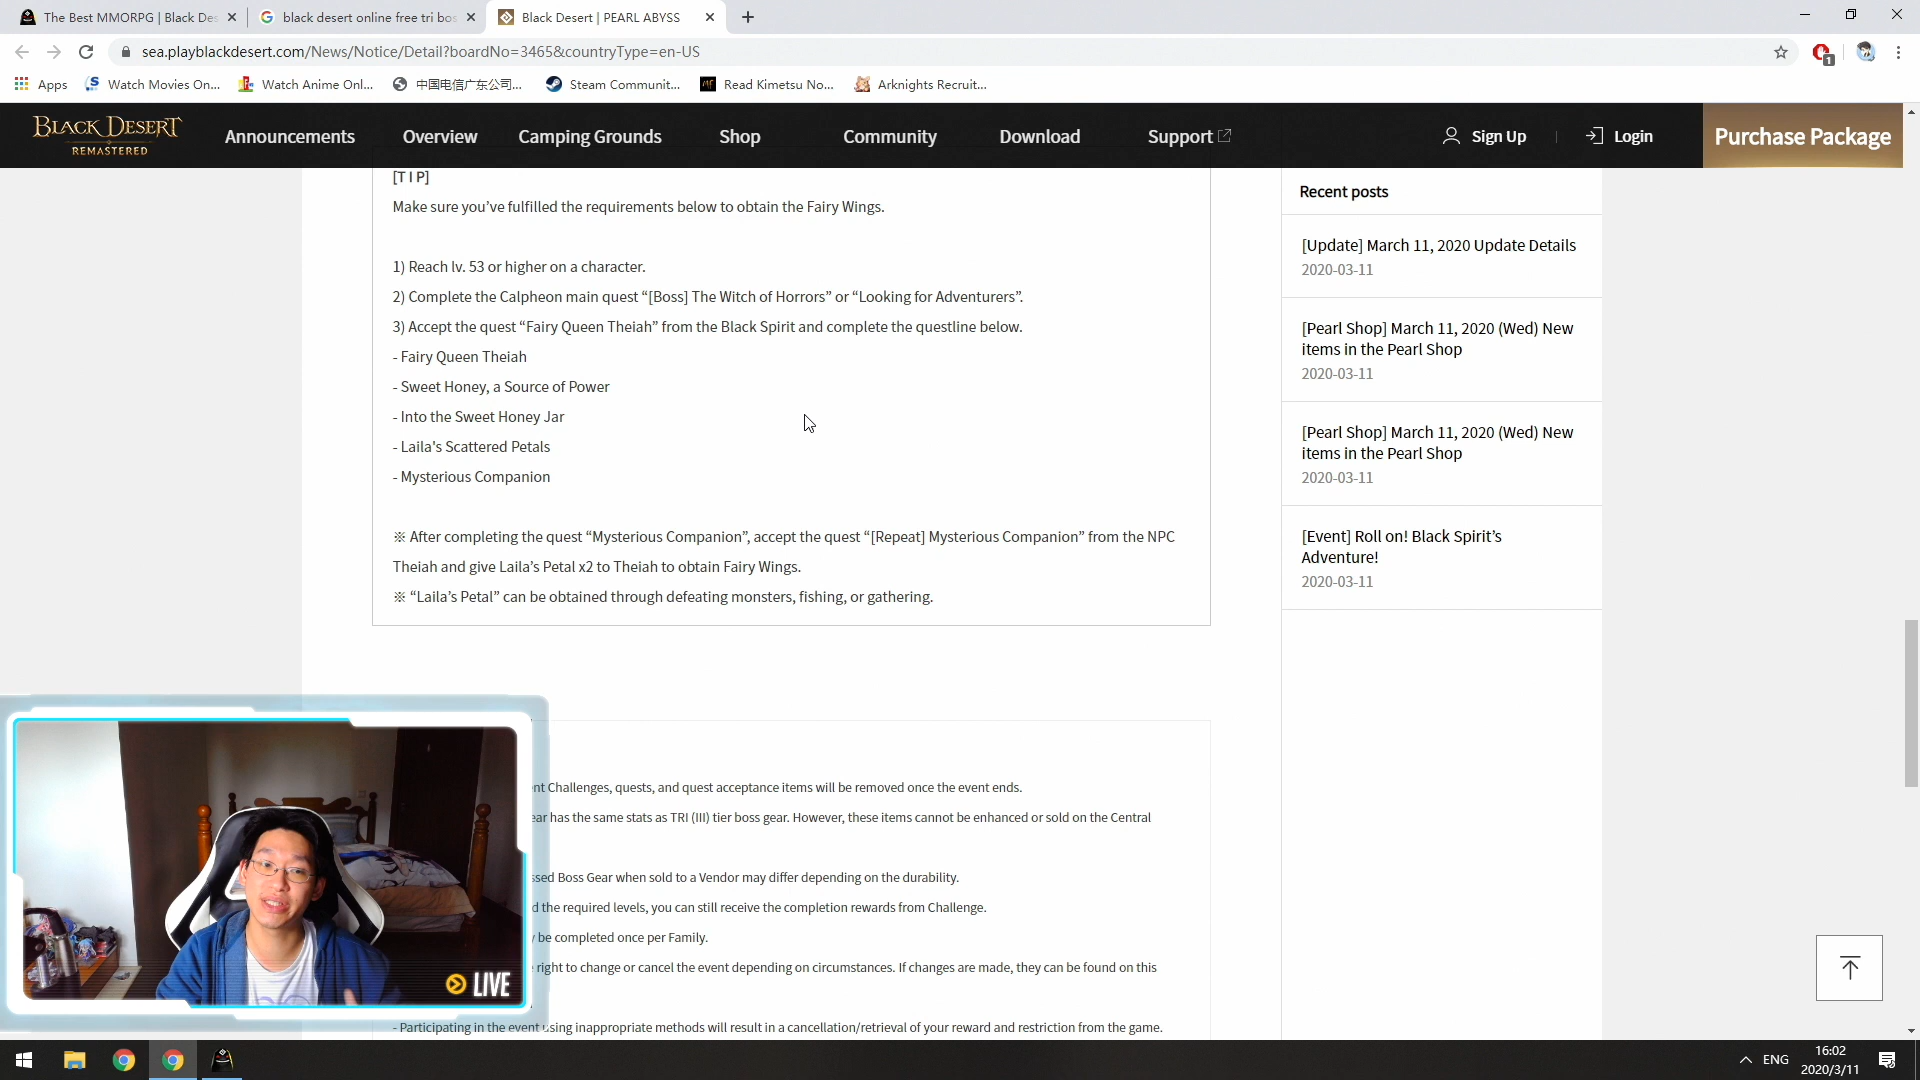 The Best MMORPG | Black Des
black desert online free tri bos
Black Desert | PEARL ABYSS
sea.playblackdesert.com/News/Notice/Detail?boardNo=3465&countryType=en-US
1
Apps
Watch Movies On...
Watch Anime Onl...
中国电信广东公司...
Steam Communit...
Read Kimetsu No...
Arknights Recruit...
BLACK DESERT
REMASTERED
Announcements
Overview
Camping Grounds
Shop
Community
Download
Support
Sign Up
Login
Purchase Package
[T I P]
Make sure you've fulfilled the requirements below to obtain the Fairy Wings.
1) Reach lv. 53 or higher on a character.
2) Complete the Calpheon main quest “[Boss] The Witch of Horrors” or “Looking for Adventurers”.
3) Accept the quest “Fairy Queen Theiah” from the Black Spirit and complete the questline below.
- Fairy Queen Theiah
- Sweet Honey, a Source of Power
- Into the Sweet Honey Jar
- Laila's Scattered Petals
- Mysterious Companion
※ After completing the quest “Mysterious Companion”, accept the quest “[Repeat] Mysterious Companion” from the NPC
Theiah and give Laila’s Petal x2 to Theiah to obtain Fairy Wings.
※ “Laila’s Petal” can be obtained through defeating monsters, fishing, or gathering.
Recent posts
[Update] March 11, 2020 Update Details
2020-03-11
[Pearl Shop] March 11, 2020 (Wed) New
items in the Pearl Shop
2020-03-11
[Pearl Shop] March 11, 2020 (Wed) New
items in the Pearl Shop
2020-03-11
[Event] Roll on! Black Spirit’s
Adventure!
2020-03-11
nt Challenges, quests, and quest acceptance items will be removed once the event ends.
ear has the same stats as TRI (III) tier boss gear. However, these items cannot be enhanced or sold on the Central
ssed Boss Gear when sold to a Vendor may differ depending on the durability.
d the required levels, you can still receive the completion rewards from Challenge.
y be completed once per Family.
right to change or cancel the event depending on circumstances. If changes are made, they can be found on this
- Participating in the event using inappropriate methods will result in a cancellation/retrieval of your reward and restriction from the game.
LIVE
ENG
16:02
2020/3/11